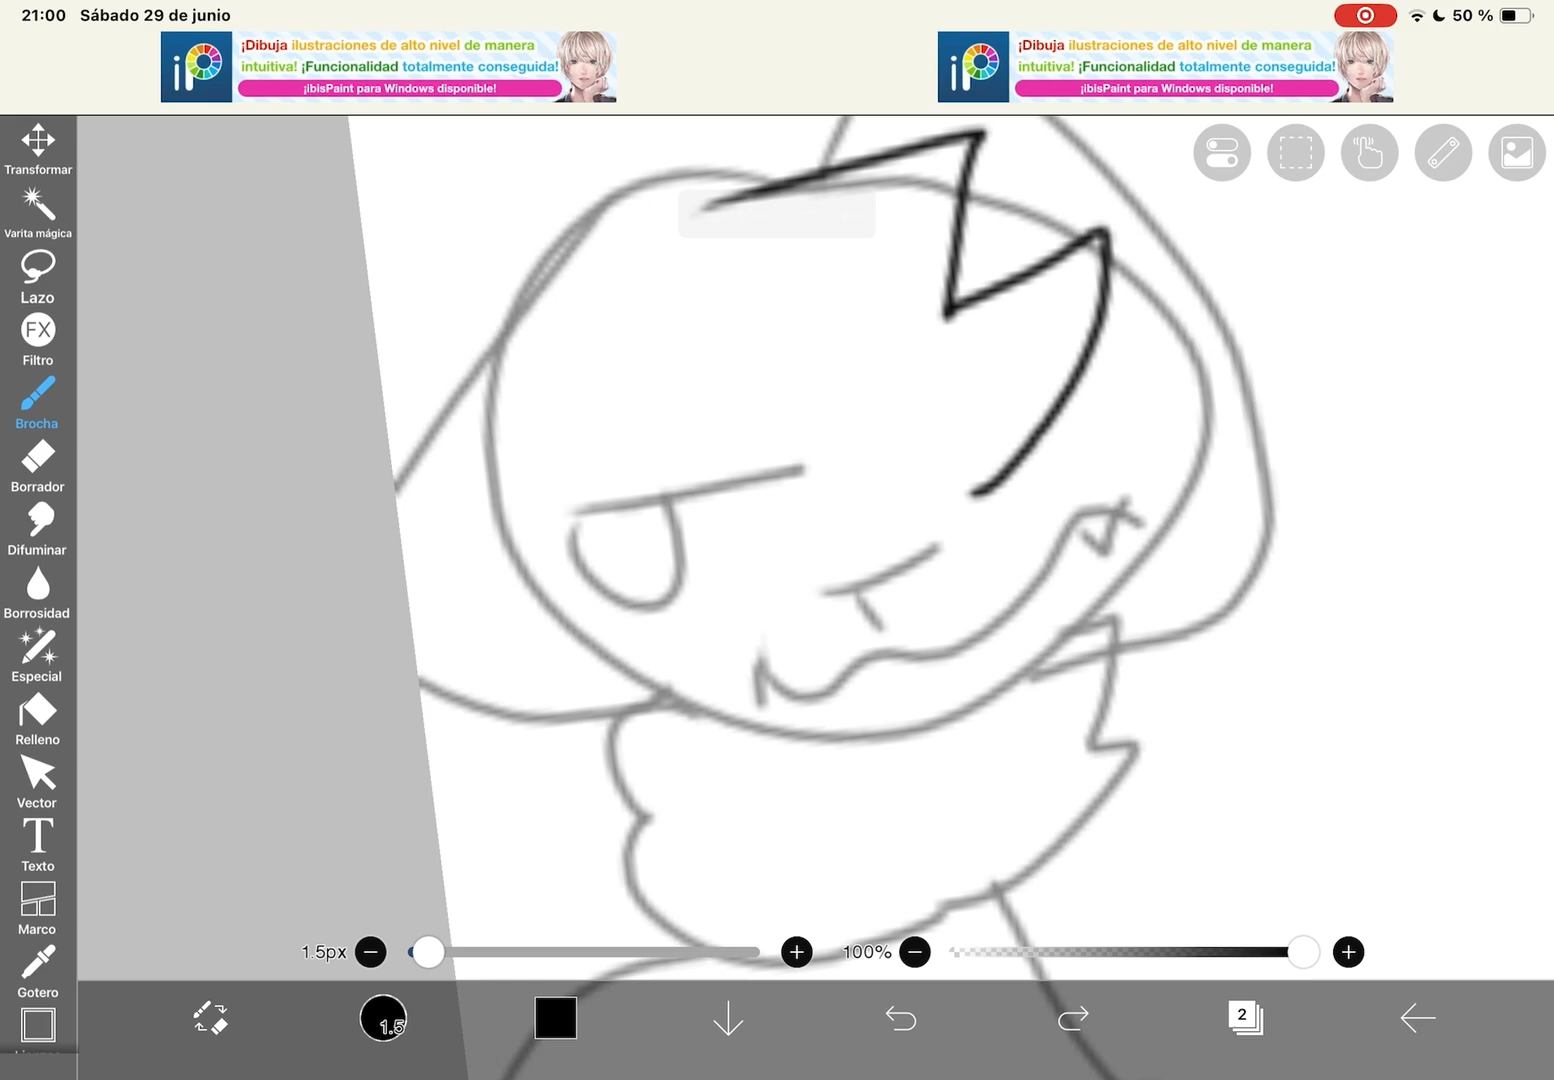 21:00 Sábado 29 de junio
50 %
¡Dibuja ilustraciones de alto nivel de manera
intuitiva! ¡Funcionalidad totalmente conseguida!
¡ibisPaint para Windows disponible!
¡Dibuja ilustraciones de alto nivel de manera
intuitiva! ¡Funcionalidad totalmente conseguida!
¡ibisPaint para Windows disponible!
Transformar
Varita mágica
Lazo
FX
Filtro
Brocha
Borrador
Difuminar
Borrosidad
Especial
Relleno
Vector
T
Texto
Marco
Gotero
1.5px
100%
1.5
2